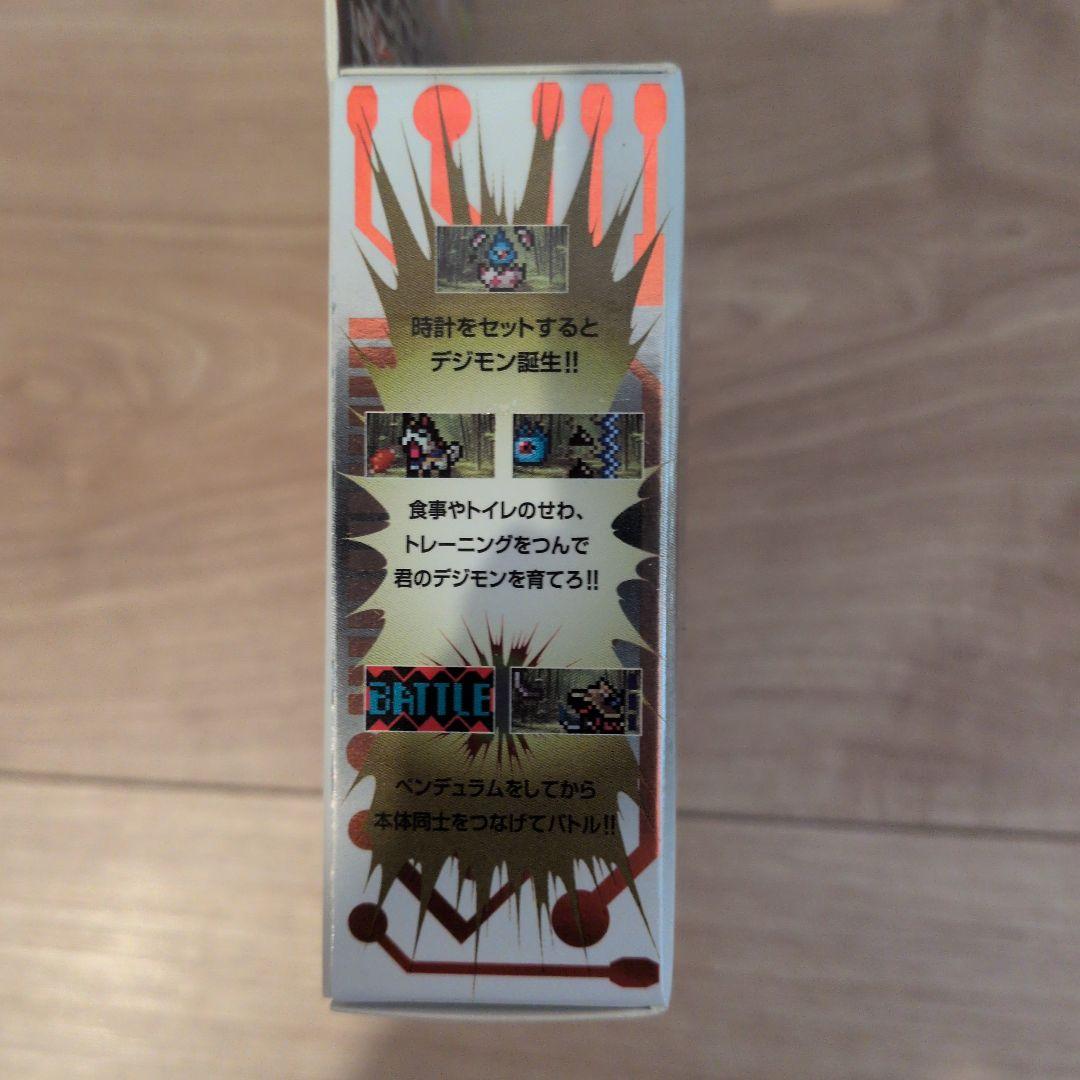 時計をセットすると
デジモン誕生!!
食事やトイレのせわ、
トレーニングをつんで
君のデジモンを育てろ!!
BATTLE
ペンデュラムをしてから
本体同士をつなげてバトル!!